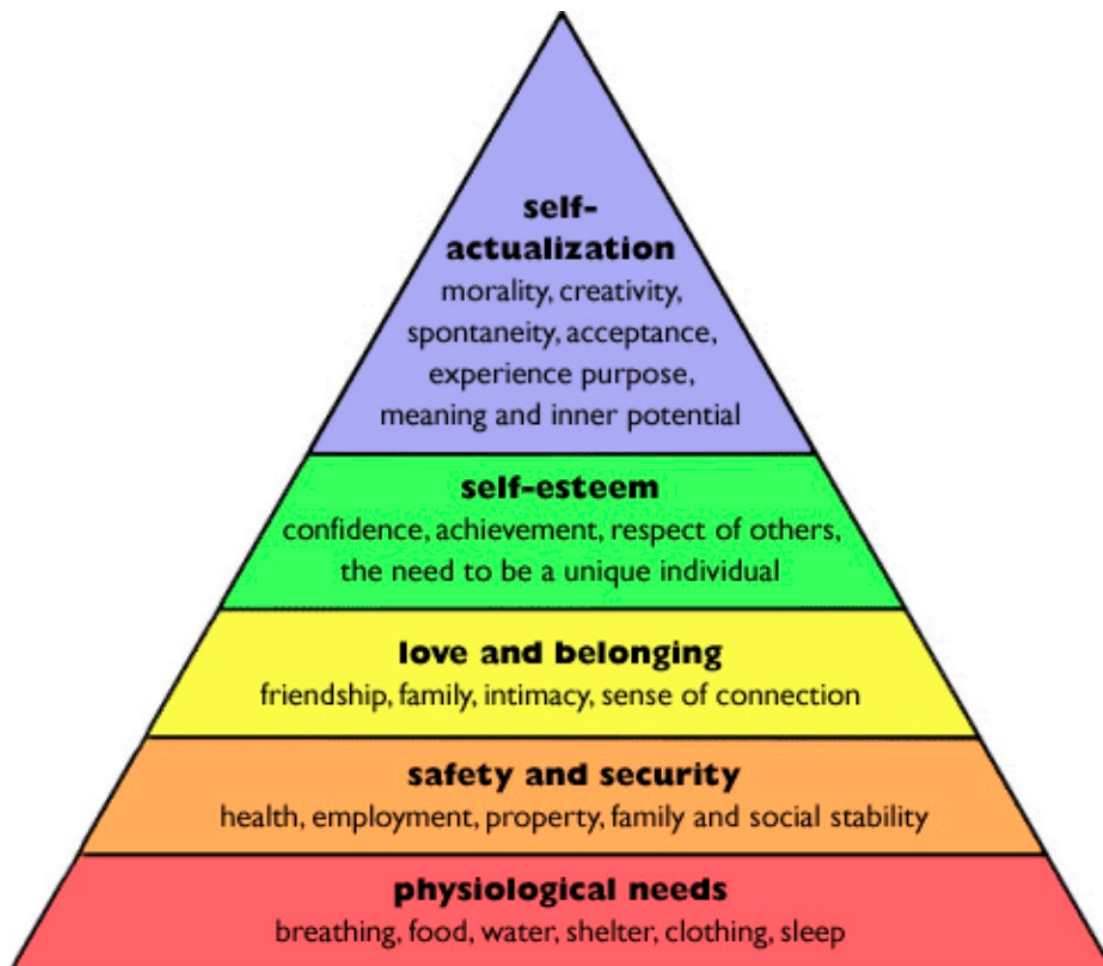 self-
actualization
morality, creativity,
spontaneity, acceptance,
experience purpose,
meaning and inner potential
self-esteem
confidence, achievement, respect of others,
the need to be a unique individual
love and belonging
friendship, family, intimacy, sense of connection
safety and security
health, employment, property, family and social stability
physiological needs
breathing, food, water, shelter, clothing, sleep